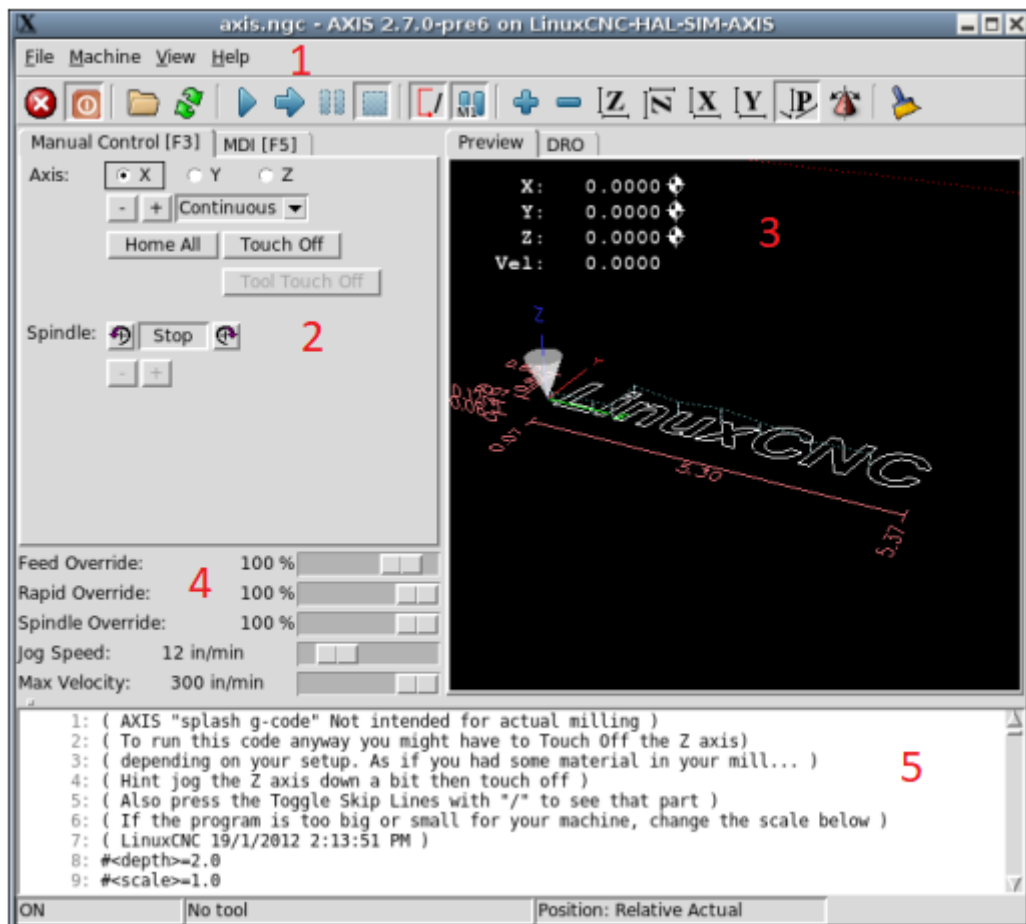 axis.ngc - AXIS 2.7.0-pre6 on LinuxCNC-HAL-SIM-AXIS
File Machine View Help
1
M1 Z N X Y P
Manual Control [F3] MDI [F5]
Axis: X Y Z
- + Continuous
Home All Touch Off
Tool Touch Off
Spindle: Stop
2
- +
Feed Override: 100 %
Rapid Override: 100 %
4
Spindle Override: 100 %
Jog Speed: 12 in/min
Max Velocity: 300 in/min
Preview DRO
X: 0.0000
Y: 0.0000
Z: 0.0000
Vel: 0.0000
3
Z
Y
LinuxCNC
0.07
5.30
5.37
1: ( AXIS "splash g-code" Not intended for actual milling )
2: ( To run this code anyway you might have to Touch Off the Z axis)
3: ( depending on your setup. As if you had some material in your mill... )
4: ( Hint jog the Z axis down a bit then touch off )
5: ( Also press the Toggle Skip Lines with "/" to see that part )
6: ( If the program is too big or small for your machine, change the scale below )
7: ( LinuxCNC 19/1/2012 2:13:51 PM )
8: #<depth>=2.0
9: #<scale>=1.0
5
ON No tool Position: Relative Actual